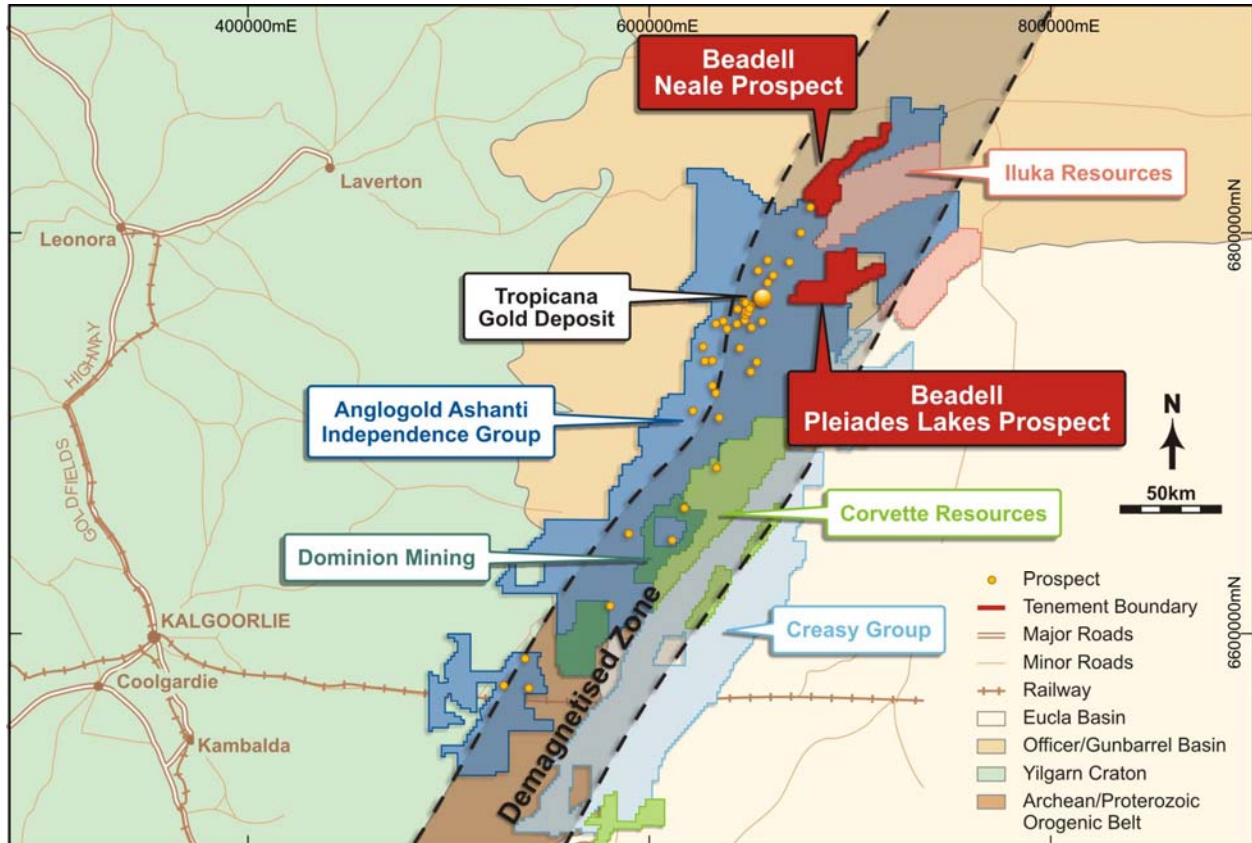 400000mE
600000mE
800000mE
Beadell
Neale Prospect
Iluka Resources
Laverton
Leonora
6800000mN
Tropicana
Gold Deposit
HIGHWAY
GOLDFIELDS
Anglogold Ashanti
Independence Group
Beadell
Pleiades Lakes Prospect
N
50km
Corvette Resources
Dominion Mining
Creasy Group
Demagnetised Zone
KALGOORLIE
Coolgardie
Kambalda
6600000mN
Prospect
Tenement Boundary
Major Roads
Minor Roads
Railway
Eucla Basin
Officer/Gunbarrel Basin
Yilgarn Craton
Archean/Proterozoic
Orogenic Belt